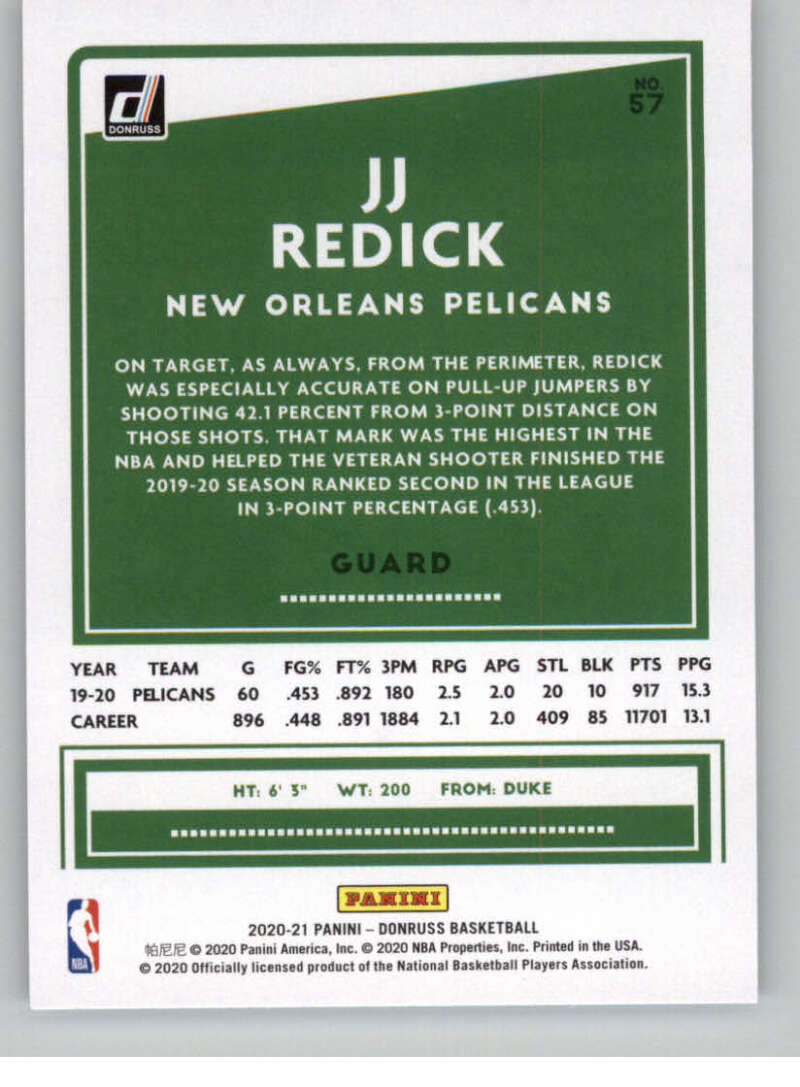 DONRUSS
NO.
57
JJ
REDICK
NEW ORLEANS PELICANS
ON TARGET, AS ALWAYS, FROM THE PERIMETER, REDICK
WAS ESPECIALLY ACCURATE ON PULL-UP JUMPERS BY
SHOOTING 42.1 PERCENT FROM 3-POINT DISTANCE ON
THOSE SHOTS. THAT MARK WAS THE HIGHEST IN THE
NBA AND HELPED THE VETERAN SHOOTER FINISHED THE
2019-20 SEASON RANKED SECOND IN THE LEAGUE
IN 3-POINT PERCENTAGE (.453).
GUARD
YEAR TEAM G FG% FT% 3PM RPG APG STL BLK PTS PPG
19-20 PELICANS 60 .453 .892 180 2.5 2.0 20 10 917 15.3
CAREER 896 .448 .891 1884 2.1 2.0 409 85 11701 13.1
HT: 6' 3" WT: 200 FROM: DUKE
PANINI
2020-21 PANINI – DONRUSS BASKETBALL
帕尼尼 © 2020 Panini America, Inc. © 2020 NBA Properties, Inc. Printed in the USA.
© 2020 Officially licensed product of the National Basketball Players Association.
NBA